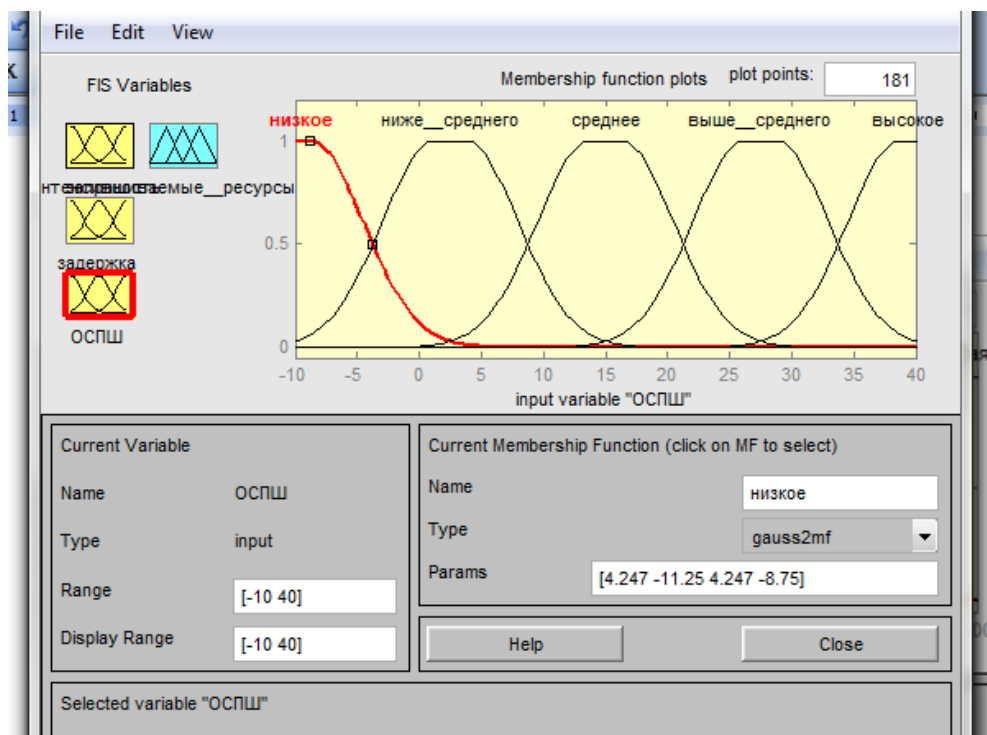 File Edit View
FIS Variables
Membership function plots plot points: 181
низкое ниже__среднего среднее выше__среднего высокое
1
0.5
0
ресурсы
задержка
ОСПШ
-10 -5 0 5 10 15 20 25 30 35 40
input variable "ОСПШ"
Current Variable
Name ОСПШ
Type input
Range [-10 40]
Display Range [-10 40]
Current Membership Function (click on MF to select)
Name низкое
Type gauss2mf
Params [4.247 -11.25 4.247 -8.75]
Help Close
Selected variable "ОСПШ"